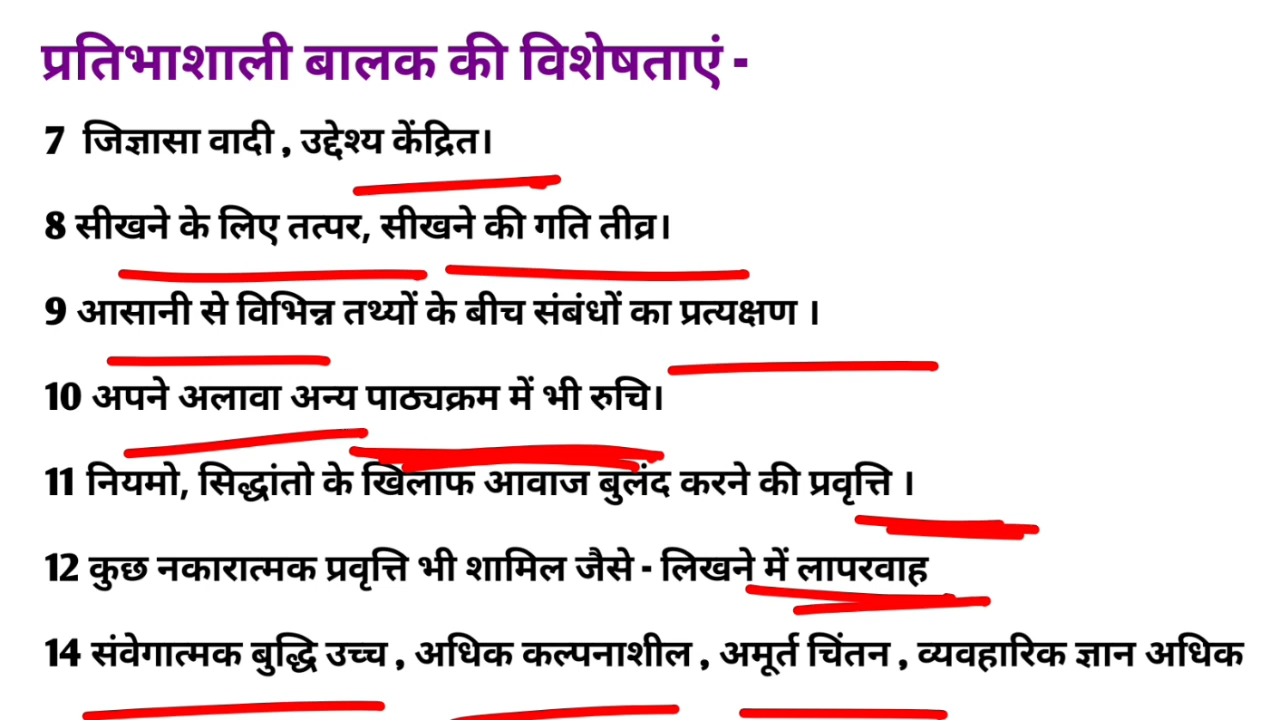 प्रतिभाशाली बालक की विशेषताएं -
7 जिज्ञासा वादी , उद्देश्य केंद्रित।
8 सीखने के लिए तत्पर, सीखने की गति तीव्र।
9 आसानी से विभिन्न तथ्यों के बीच संबंधों का प्रत्यक्षण ।
10 अपने अलावा अन्य पाठ्यक्रम में भी रुचि।
11 नियमो, सिद्धांतो के खिलाफ आवाज बुलंद करने की प्रवृत्ति ।
12 कुछ नकारात्मक प्रवृत्ति भी शामिल जैसे - लिखने में लापरवाह
14 संवेगात्मक बुद्धि उच्च , अधिक कल्पनाशील , अमूर्त चिंतन , व्यवहारिक ज्ञान अधिक